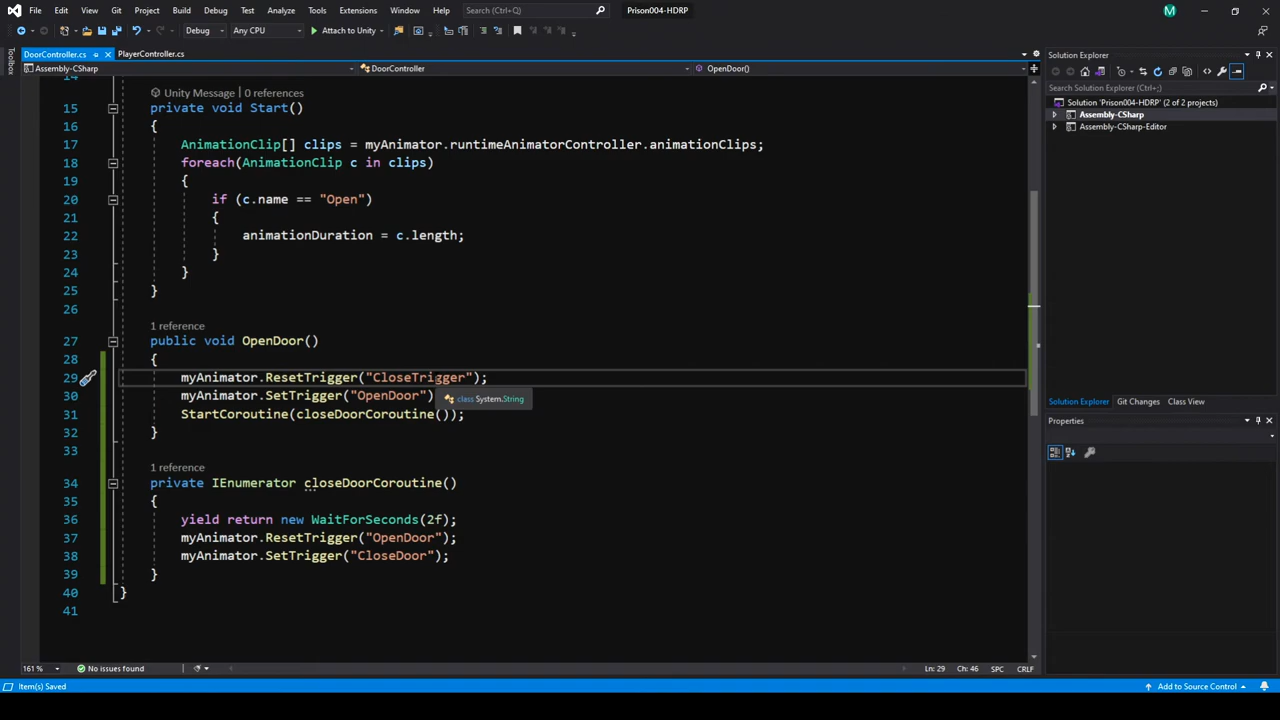 File Edit View Git Project Build Debug Test Analyze Tools Extensions Window Help Search (Ctrl+Q) Prison004-HDRP M
Debug Any CPU Attach to Unity
Toolbox
DoorController.cs PlayerController.cs
Assembly-CSharp DoorController OpenDoor()
14
Unity Message | 0 references
15 private void Start()
16 {
17 AnimationClip[] clips = myAnimator.runtimeAnimatorController.animationClips;
18 foreach(AnimationClip c in clips)
19 {
20 if (c.name == "Open")
21 {
22 animationDuration = c.length;
23 }
24 }
25 }
26
1 reference
27 public void OpenDoor()
28 {
29 myAnimator.ResetTrigger("CloseTrigger");
30 myAnimator.SetTrigger("OpenDoor")
class System.String
31 StartCoroutine(closeDoorCoroutine());
32 }
33
1 reference
34 private IEnumerator closeDoorCoroutine()
35 {
36 yield return new WaitForSeconds(2f);
37 myAnimator.ResetTrigger("OpenDoor");
38 myAnimator.SetTrigger("CloseDoor");
39 }
40 }
41
161 % No issues found Ln: 29 Ch: 46 SPC CRLF
Solution Explorer
Search Solution Explorer (Ctrl+;)
Solution 'Prison004-HDRP' (2 of 2 projects)
Assembly-CSharp
Assembly-CSharp-Editor
Solution Explorer Git Changes Class View
Properties
Item(s) Saved Add to Source Control